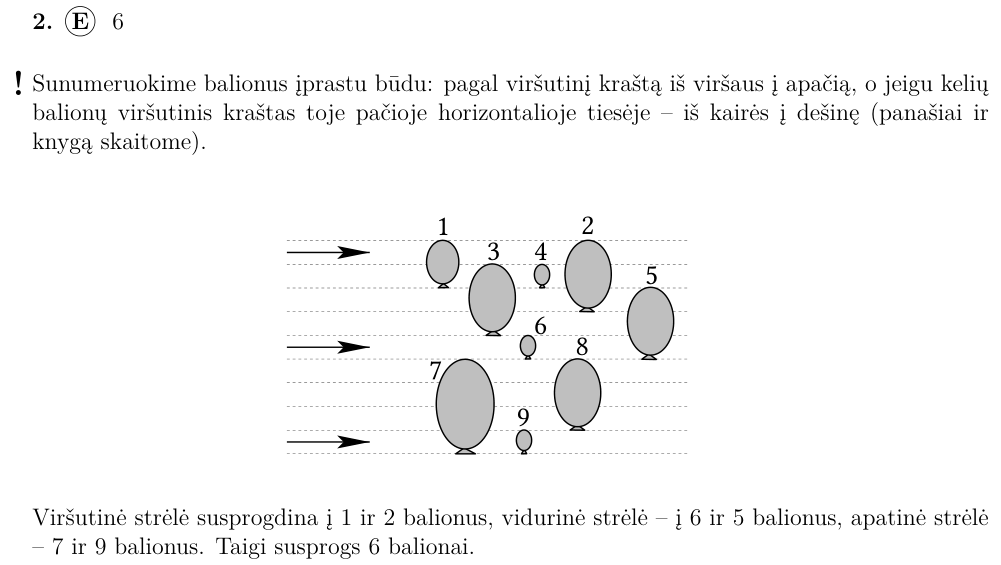 2. E 6
! Sunumeruokime balionus įprastu būdu: pagal viršutinį kraštą iš viršaus į apačią, o jeigu kelių
balionų viršutinis kraštas toje pačioje horizontalioje tiesėje – iš kairės į dešinę (panašiai ir
knygą skaitome).
1 2
3 4
5
6
7 8
9
Viršutinė strėlė susprogdina į 1 ir 2 balionus, vidurinė strėlė – į 6 ir 5 balionus, apatinė strėlė
– 7 ir 9 balionus. Taigi susprogs 6 balionai.